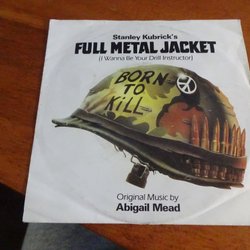 Stanley Kubrick's
FULL METAL JACKET
(I Wanna Be Your Drill Instructor)
BORN
TO
KILL
Original Music by
Abigail Mead